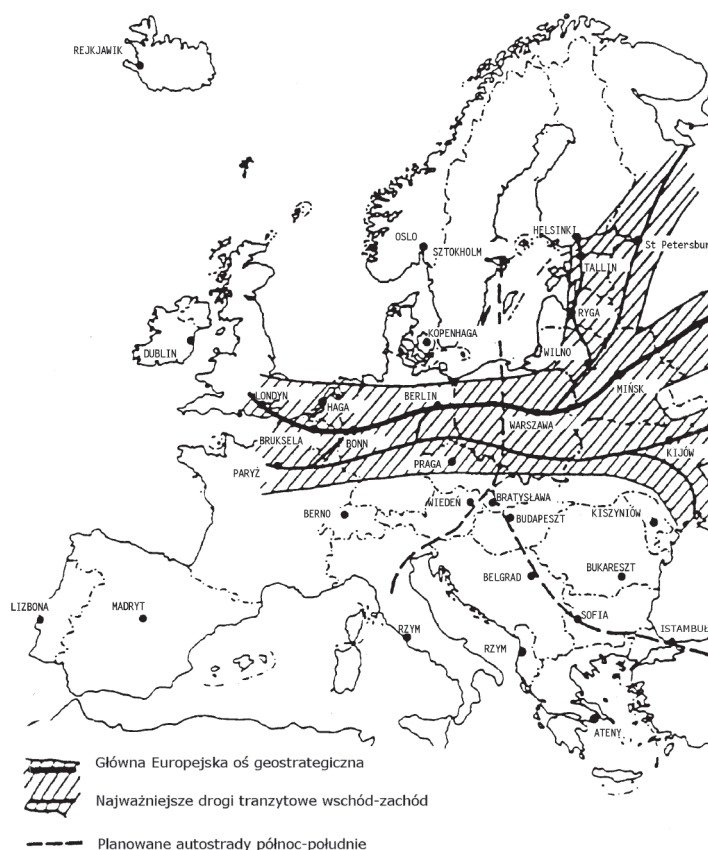 REJKJAWIK
OSLO
SZTOKHOLM
HELSINKI
St Petersbur
TALLIN
RYGA
KOPENHAGA
DUBLIN
WILNO
MIŃSK
LONDYN
HAGA
BERLIN
WARSZAWA
BRUKSELA
BONN
KIJÓW
PARYŻ
PRAGA
WIEDEŃ
BRATYSŁAWA
BERNO
BUDAPESZT
KISZYNIÓW
BELGRAD
BUKARESZT
LIZBONA
MADRYT
SOFIA
RZYM
ISTAMBUŁ
RZYM
ATENY
Główna Europejska oś geostrategiczna
Najważniejsze drogi tranzytowe wschód-zachód
Planowane autostrady północ-południe